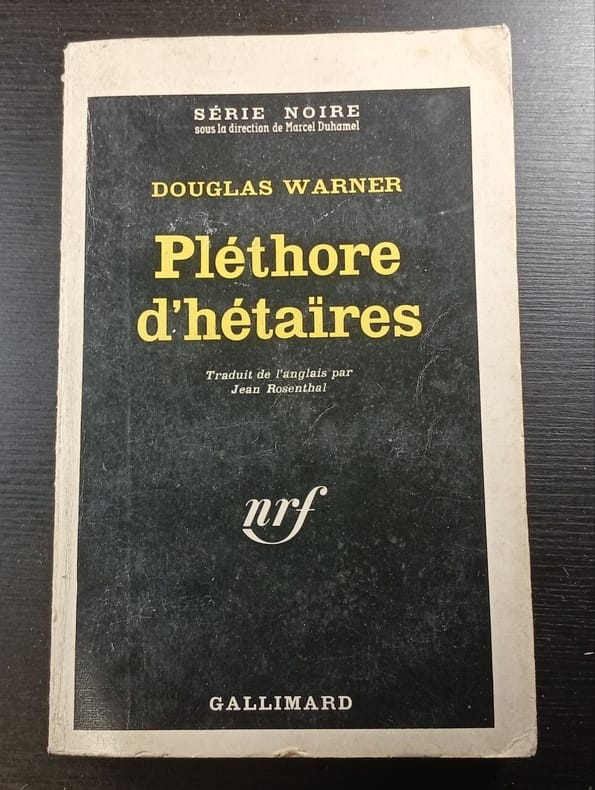 SÉRIE NOIRE
sous la direction de Marcel Duhamel
DOUGLAS WARNER
Pléthore
d'hétaïres
Traduit de l'anglais par
Jean Rosenthal
nrf
GALLIMARD